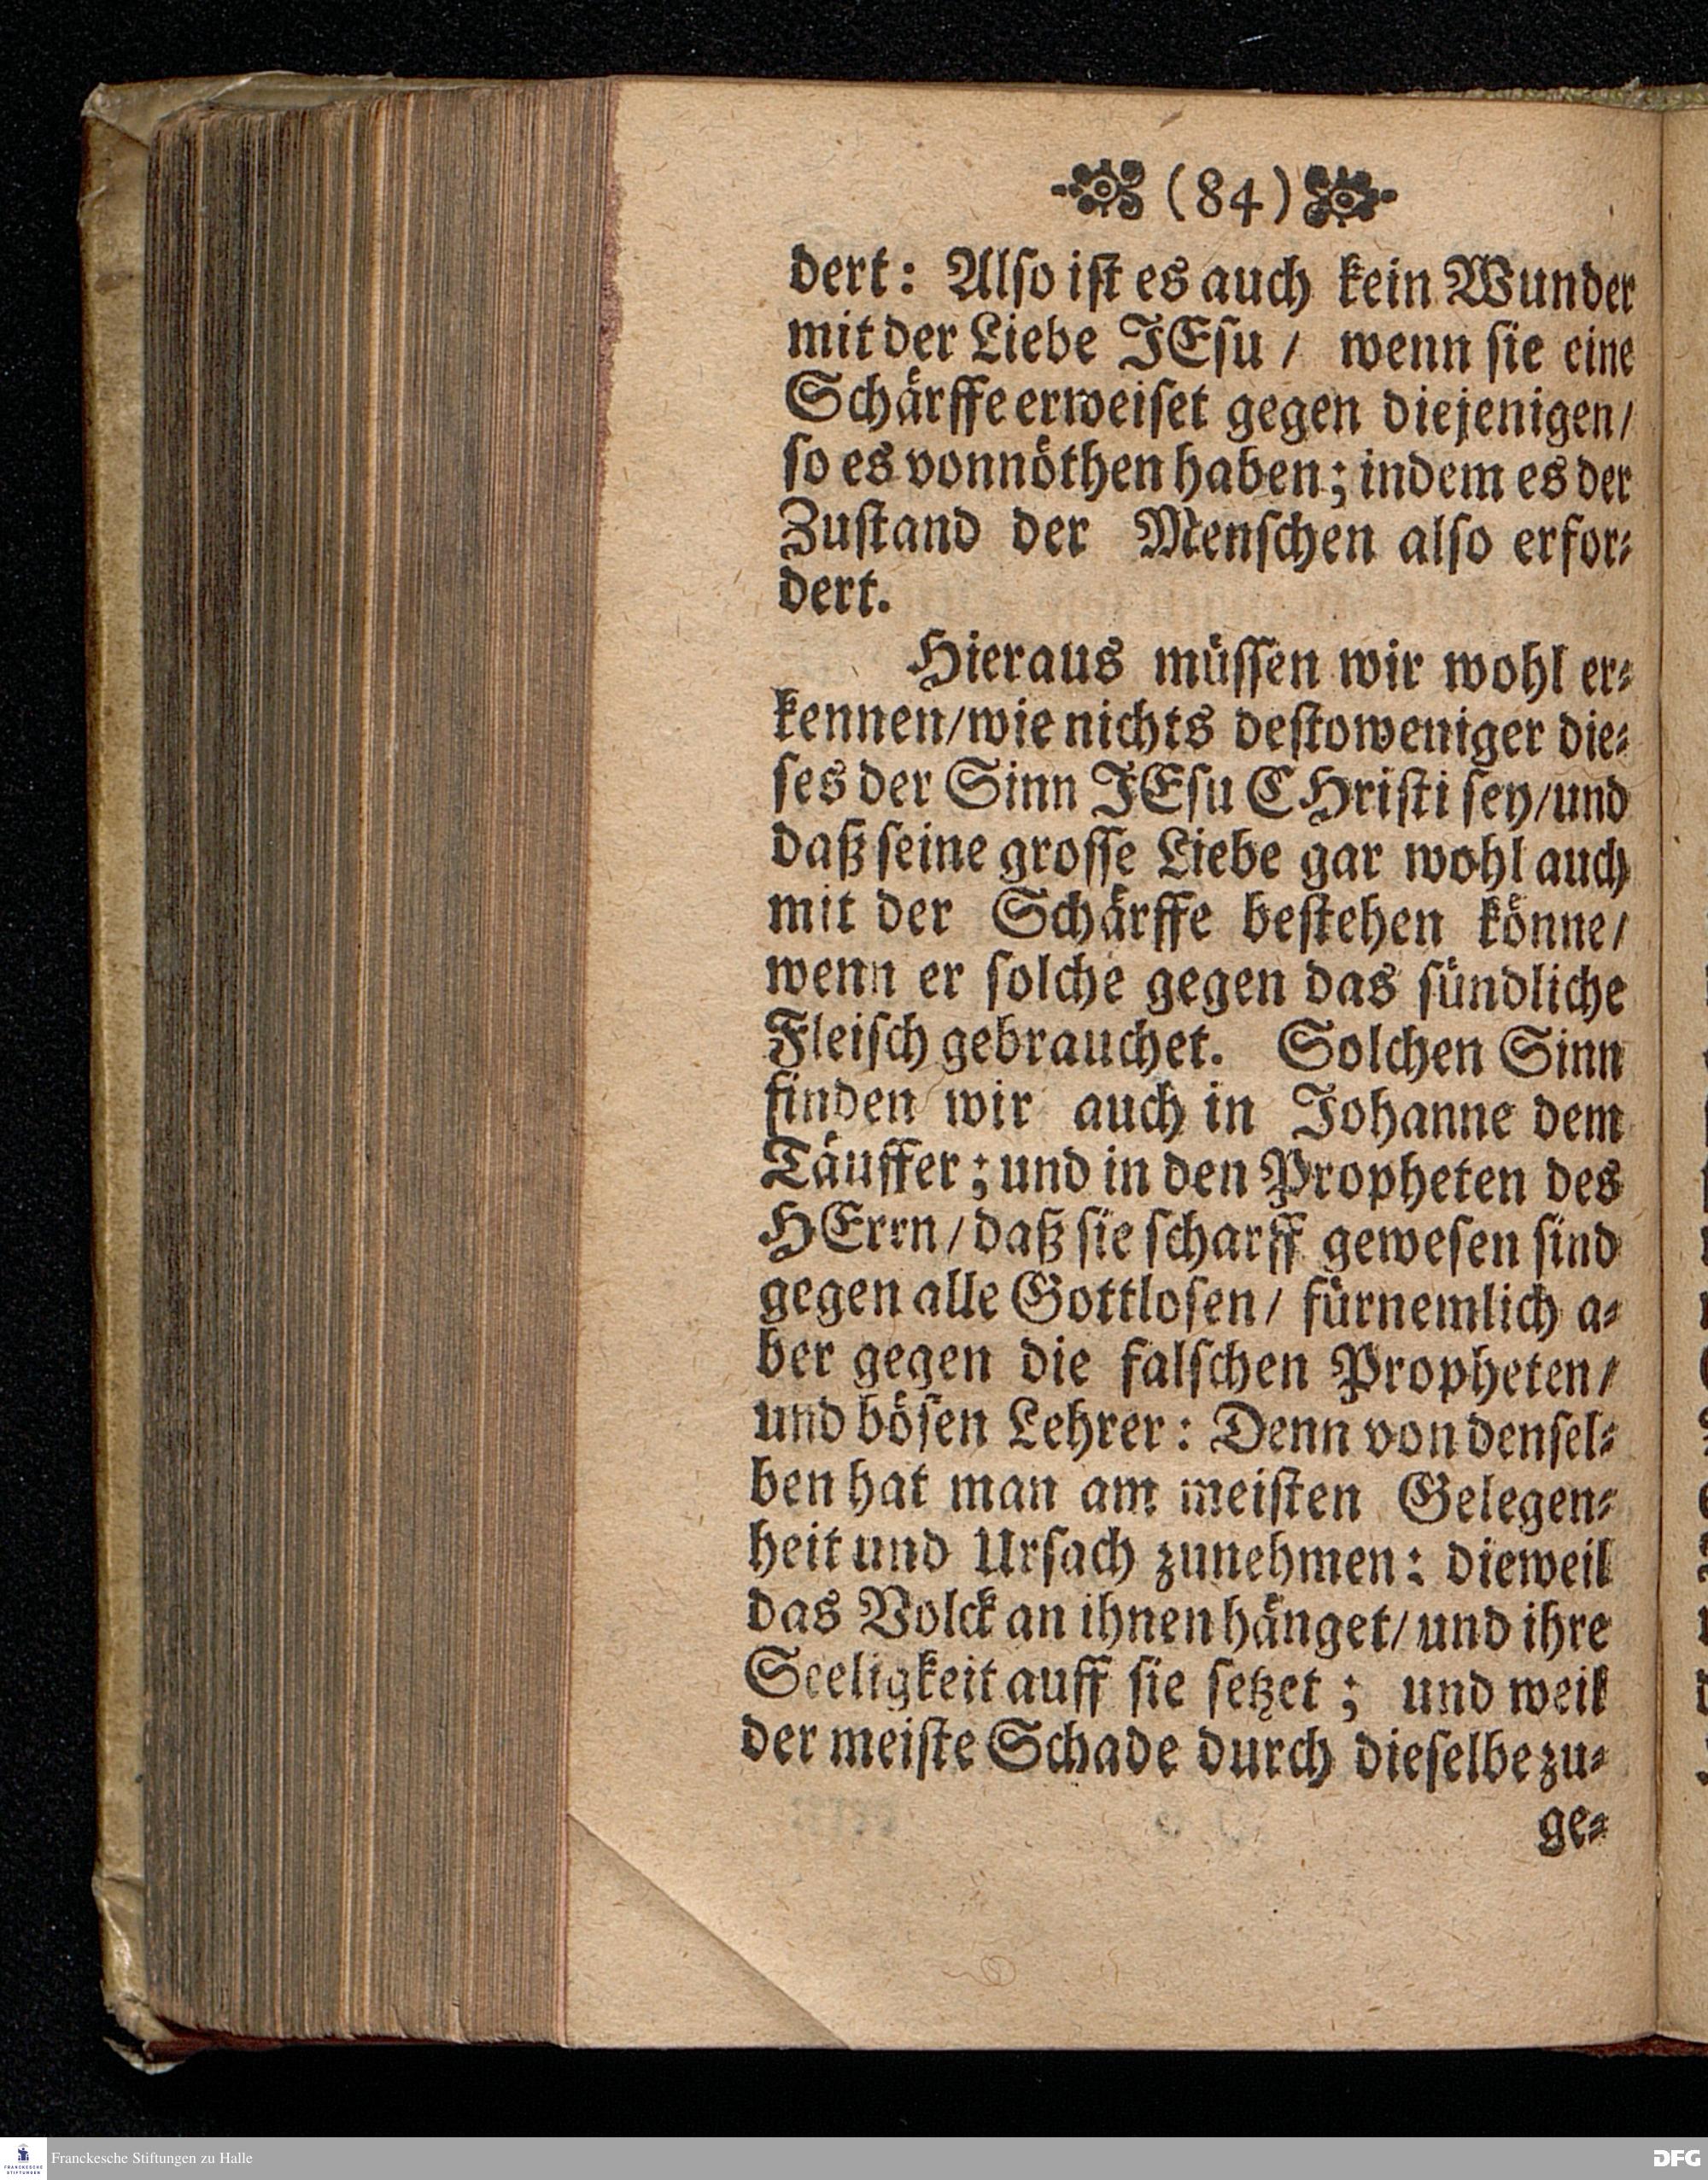 (84)
dert: Also ist es auch kein Wunder
mit der Liebe JEsu / wenn sie eine
Schärffe erweiset gegen diejenigen/
so es vonnöthen haben; indem es der
Zustand der Menschen also erfor-
dert.
Hieraus müssen wir wohl er-
kennen/wie nichts destoweniger die-
ses der Sinn JEsu CHristi sey/und
daß seine grosse Liebe gar wohl auch
mit der Schärffe bestehen könne/
wenn er solche gegen das sündliche
Fleisch gebrauchet. Solchen Sinn
finden wir auch in Johanne dem
Täuffer; und in den Propheten des
HErrn/daß sie scharff gewesen sind
gegen alle Gottlosen/ fürnemlich a-
ber gegen die falschen Propheten/
und bösen Lehrer: Denn von densel-
ben hat man am meisten Gelegen-
heit und Ursach zunehmen: dieweil
das Volck an ihnen hänget/und ihre
Seeligkeit auff sie setzet; und weil
der meiste Schade durch dieselbe zu-
ge-
FRANCKESCHE
STIFTUNGEN
Franckesche Stiftungen zu Halle
DFG